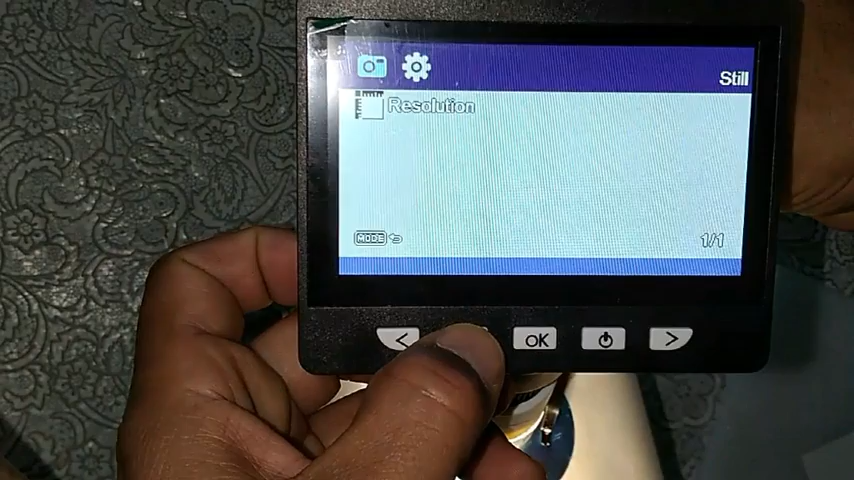 Still
Resolution
MODE
1/1
<
OK
>